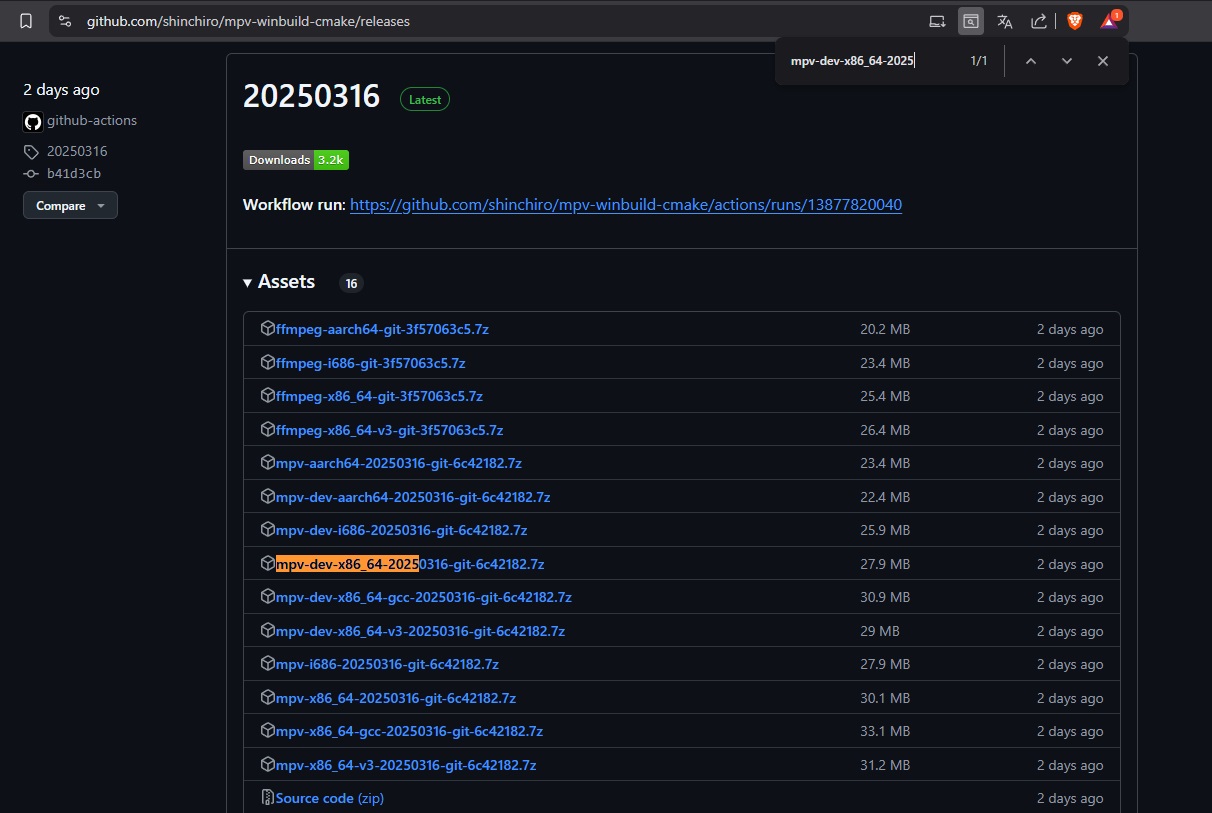 github.com/shinchiro/mpv-winbuild-cmake/releases
1
mpv-dev-x86_64-2025 1/1
2 days ago
github-actions
20250316
b41d3cb
Compare
20250316 Latest
Downloads 3.2k
Workflow run: https://github.com/shinchiro/mpv-winbuild-cmake/actions/runs/13877820040
Assets 16
ffmpeg-aarch64-git-3f57063c5.7z 20.2 MB 2 days ago
ffmpeg-i686-git-3f57063c5.7z 23.4 MB 2 days ago
ffmpeg-x86_64-git-3f57063c5.7z 25.4 MB 2 days ago
ffmpeg-x86_64-v3-git-3f57063c5.7z 26.4 MB 2 days ago
mpv-aarch64-20250316-git-6c42182.7z 23.4 MB 2 days ago
mpv-dev-aarch64-20250316-git-6c42182.7z 22.4 MB 2 days ago
mpv-dev-i686-20250316-git-6c42182.7z 25.9 MB 2 days ago
mpv-dev-x86_64-20250316-git-6c42182.7z 27.9 MB 2 days ago
mpv-dev-x86_64-gcc-20250316-git-6c42182.7z 30.9 MB 2 days ago
mpv-dev-x86_64-v3-20250316-git-6c42182.7z 29 MB 2 days ago
mpv-i686-20250316-git-6c42182.7z 27.9 MB 2 days ago
mpv-x86_64-20250316-git-6c42182.7z 30.1 MB 2 days ago
mpv-x86_64-gcc-20250316-git-6c42182.7z 33.1 MB 2 days ago
mpv-x86_64-v3-20250316-git-6c42182.7z 31.2 MB 2 days ago
Source code (zip) 2 days ago